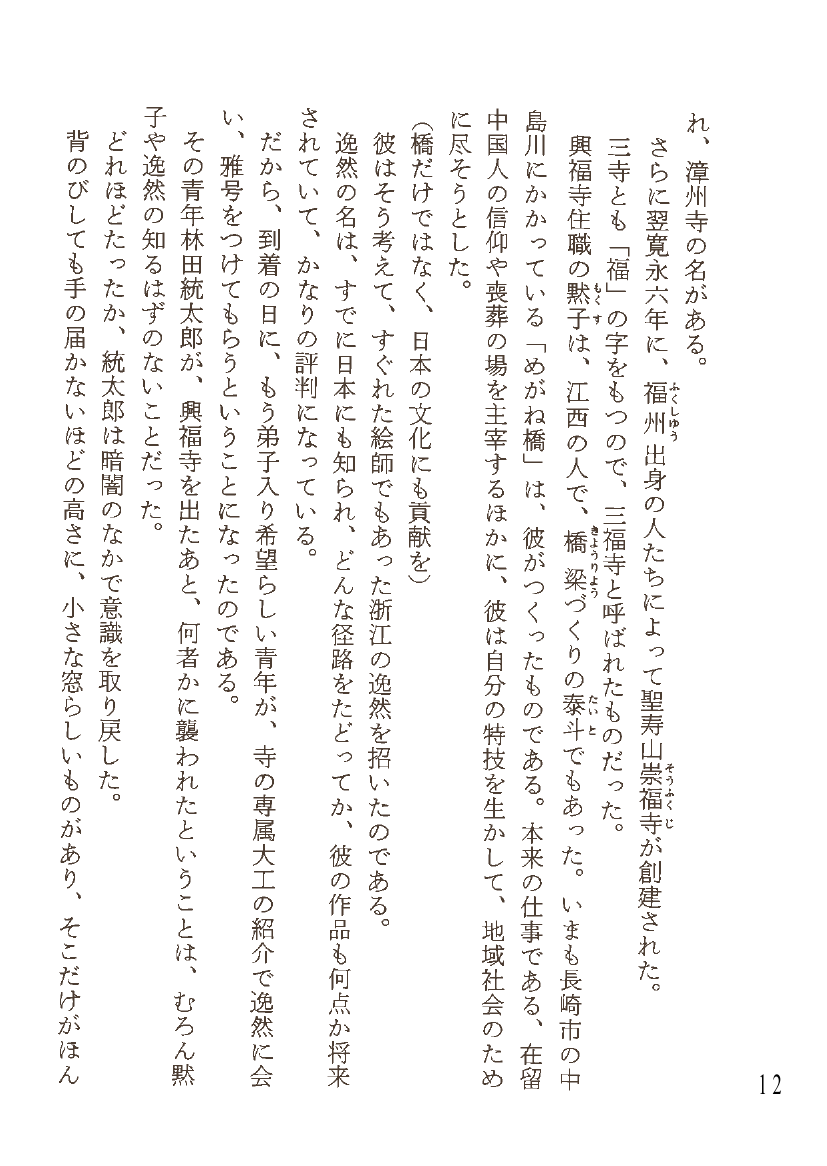 れ、漳州寺の名がある。
さらに翌寛永六年に、福州出身の人たちによって聖寿山崇福寺が創建された。
三寺とも「福」の字をもつので、三福寺と呼ばれたものだった。
興福寺住職の黙子は、江西の人で、橋梁づくりの泰斗でもあった。いまも長崎市の中
島川にかかっている「めがね橋」は、彼がつくったものである。本来の仕事である、在留
中国人の信仰や喪葬の場を主宰するほかに、彼は自分の特技を生かして、地域社会のため
に尽そうとした。
(橋だけではなく、日本の文化にも貢献を)
彼はそう考えて、すぐれた絵師でもあった浙江の逸然を招いたのである。
逸然の名は、すでに日本にも知られ、どんな径路をたどってか、彼の作品も何点か将来
されていて、かなりの評判になっている。
だから、到着の日に、もう弟子入り希望らしい青年が、寺の専属大工の紹介で逸然に会
い、雅号をつけてもらうということになったのである。
その青年林田統太郎が、興福寺を出たあと、何者かに襲われたということは、むろん黙
子や逸然の知るはずのないことだった。
どれほどたったか、統太郎は暗闇のなかで意識を取り戻した。
背のびしても手の届かないほどの高さに、小さな窓らしいものがあり、そこだけがほん
12